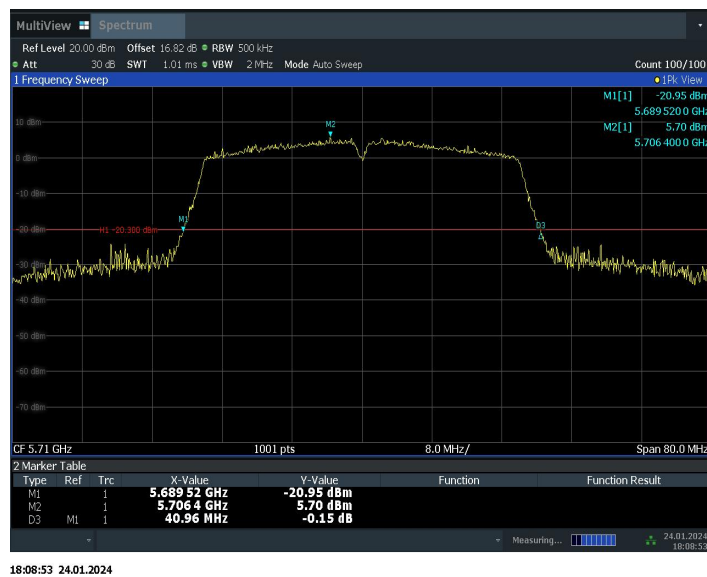 MultiView Spectrum
Ref Level 20.00 dBm Offset 16.82 dB RBW 500 kHz
Att 30 dB SWT 1.01 ms VBW 2 MHz Mode Auto Sweep Count 100/100
1 Frequency Sweep 1Pk View
M1[1] -20.95 dBm
5.689 520 0 GHz
M2[1] 5.70 dBm
5.706 400 0 GHz
10 dBm
M2
0 dBm
-10 dBm
M1
-20 dBm H1 -20.300 dBm D3
-30 dBm
-40 dBm
-50 dBm
-60 dBm
-70 dBm
CF 5.71 GHz 1001 pts 8.0 MHz/ Span 80.0 MHz
2 Marker Table
Type Ref Trc X-Value Y-Value Function Function Result
M1 1 5.689 52 GHz -20.95 dBm
M2 1 5.706 4 GHz 5.70 dBm
D3 M1 1 40.96 MHz -0.15 dB
Measuring... 24.01.2024
18:08:53
18:08:53 24.01.2024